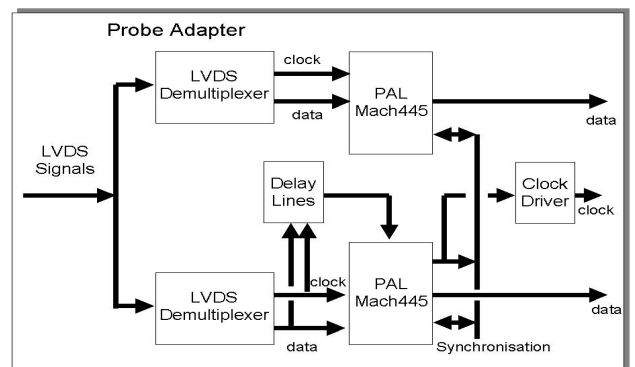 Probe Adapter
LVDS
Demultiplexer
clock
data
PAL
Mach445
data
LVDS
Signals
Delay
Lines
Clock
Driver
clock
LVDS
Demultiplexer
clock
data
PAL
Mach445
data
Synchronisation